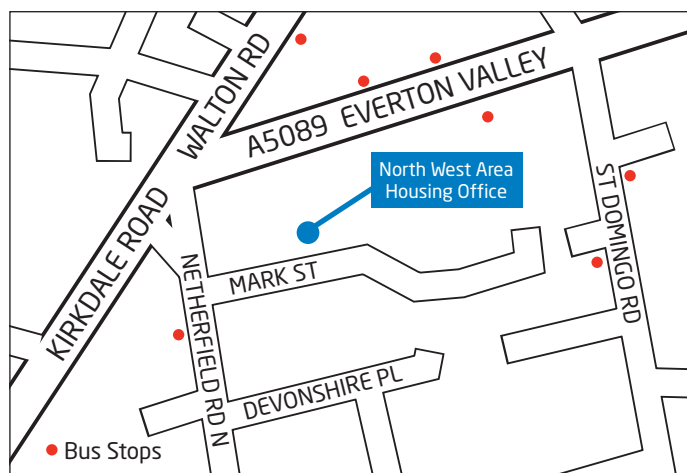 WALTON RD
A5089 EVERTON VALLEY
North West Area
Housing Office
KIRKDALE ROAD
ST DOMINGO RD
MARK ST
NETHERFIELD RD N
DEVONSHIRE PL
Bus Stops